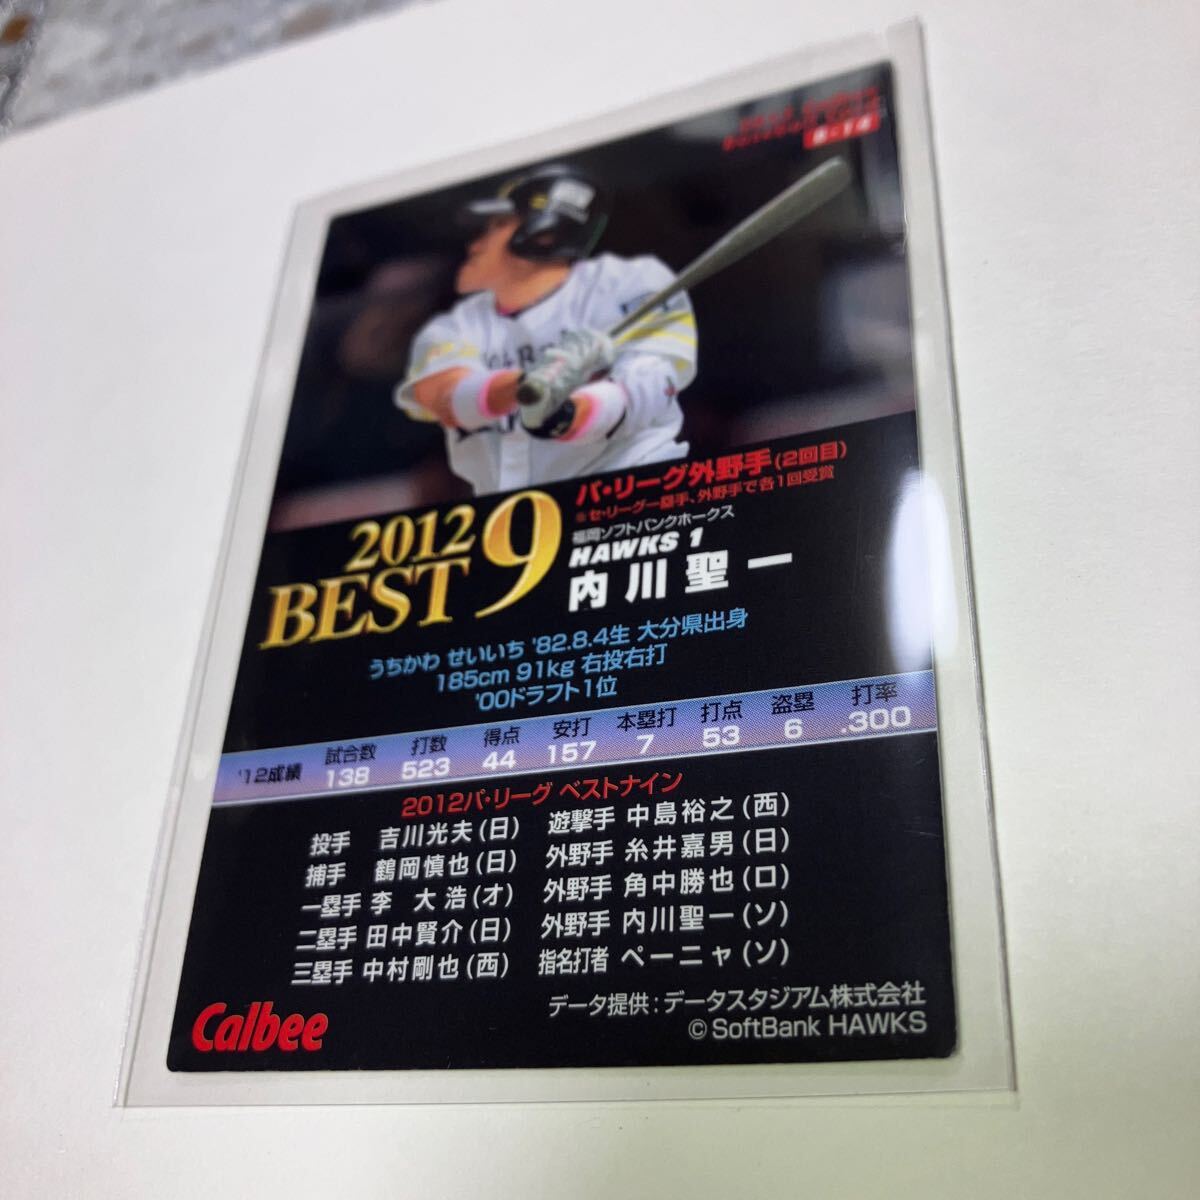 パ・リーグ外野手(2回目)
※セ・リーグ一塁手、外野手で各1回受賞
福岡ソフトバンクホークス
HAWKS 1
内川聖一
2012
BEST 9
うちかわ せいいち '82.8.4生 大分県出身
185cm 91kg 右投右打
'00ドラフト1位
試合数 打数 得点 安打 本塁打 打点 盗塁 打率
'12成績 138 523 44 157 7 53 6 .300
2012パ・リーグ ベストナイン
投手 吉川光夫(日) 遊撃手 中島裕之(西)
捕手 鶴岡慎也(日) 外野手 糸井嘉男(日)
一塁手 李 大浩(オ) 外野手 角中勝也(ロ)
二塁手 田中賢介(日) 外野手 内川聖一(ソ)
三塁手 中村剛也(西) 指名打者 ペーニャ(ソ)
Calbee
データ提供:データスタジアム株式会社
© SoftBank HAWKS